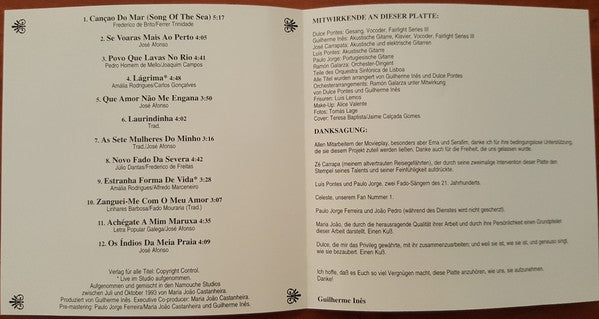 1. Cançao Do Mar (Song Of The Sea) 5:17
Frederico de Brito/Ferrer Trinidade
2. Se Voaras Mais Ao Perto 4:05
José Afonso
3. Povo Que Lavas No Rio 4:41
Pedro Homem de Mello/Joaquim Campos
4. Lágrima* 4:48
Amália Rodrigues/Carlos Gonçalves
5. Que Amor Não Me Engana 3:50
José Afonso
6. Laurindinha 4:02
Trad.
7. As Sete Mulheres Do Minho 3:16
Trad./José Afonso
8. Novo Fado Da Severa 4:42
Júlio Dantas/Frederico de Freitas
9. Estranha Forma De Vida* 3:28
Amália Rodrigues/Alfredo Marceneiro
10. Zanguei-Me Com O Meu Amor 3:07
Linhares Barbosa/Fado Mouraria (Trad.)
11. Achégate A Mim Maruxa 4:35
Letra Popular Galega/José Afonso
12. Os Índios Da Meia Praia 4:09
José Afonso
Verlag für alle Titel: Copyright Control.
* Live im Studio aufgenommen.
Aufgenommen und gemischt in den Namouche Studios
zwischen Juli und Oktober 1993 von Maria João Castanheira.
Produziert von Guilherme Inês. Executive Co-producer: Maria João Castanheira.
Pre-mastering: Paulo Jorge Ferreira/Maria João Castanheira und Guilherme Inês.
MITWIRKENDE AN DIESER PLATTE:
Dulce Pontes: Gesang, Vocoder, Fairlight Series III
Guilherme Inês: Akustische Gitarre, Klavier, Vocoder, Fairlight Series III
José Carrapata: Akustische und elektrische Gitarren
Luís Pontes: Akustische Gitarren
Paulo Jorge: Portugiesische Gitarre
Ramón Galarza: Orchester-Dirigent
Teile des Orquestra Sinfonica de Lisboa
Alle Titel wurden arrangiert von Guilherme Inês und Dulce Pontes
Orchesterarrangements: Ramón Galarza unter Mitwirkung
von Dulce Pontes und Guilherme Inês.
Frisuren: Luis Lemos
Make-Up: Alice Valente
Fotos: Tomás Lage
Cover: Teresa Baptista/Jaime Calçada Gomes
DANKSAGUNG:
Allen Mitarbeitern der Movieplay, besonders aber Erna und Serafim, danke ich für ihre bedingungslose Unterstützung,
die sie diesem Projekt zuteil werden ließen. Danke auch für die Freiheit, die uns gelassen wurde.
Zé Carrapa (meinem altvertrauten Reisegefährten), der durch seine zweimalige Intervention dieser Platte den
Stempel seines Talents und seiner Feinfühligkeit aufdrückte.
Luis Pontes und Paulo Jorge, zwei Fado-Sängern des 21. Jahrhunderts.
Celeste, unserem Fan Nummer 1.
Paulo Jorge Ferreira und João Pedro (während des Dienstes wird nicht gescherzt).
Maria João, die durch die herausragende Qualität ihrer Arbeit und durch ihre Persönlichkeit einen Grundpfeiler
dieser Arbeit darstellt. Einen Kuß.
Dulce, die mir das Privileg gewährte, mit ihr zusammenzuarbeiten; und weil sie ist, wie sie ist, und genauso singt,
wie sie bezaubert. Einen Kuß.
Ich hoffe, daß es Euch so viel Vergnügen macht, diese Platte anzuhören, wie uns, sie aufzunehmen.
Danke!
Guilherme Inês